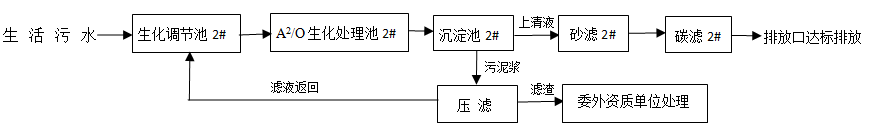 生 活 污 水
生化调节池 2#
A²/O 生化处理池 2#
沉淀池 2#
上清液
砂滤 2#
碳滤 2#
排放口达标排放
污泥浆
滤液返回
压 滤
滤渣
委外资质单位处理